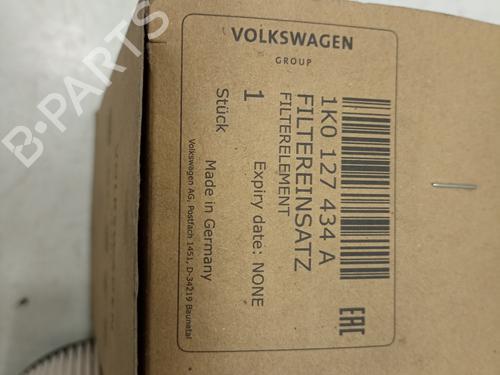 VOLKSWAGEN
GROUP
1K0 127 434 A
FILTEREINSATZ
FILTERELEMENT
1
Expiry date: NONE
Stück
Made in Germany
Volkswagen AG, Postfach 1451, D-34219 Baunatal
EAC
B-PARTS